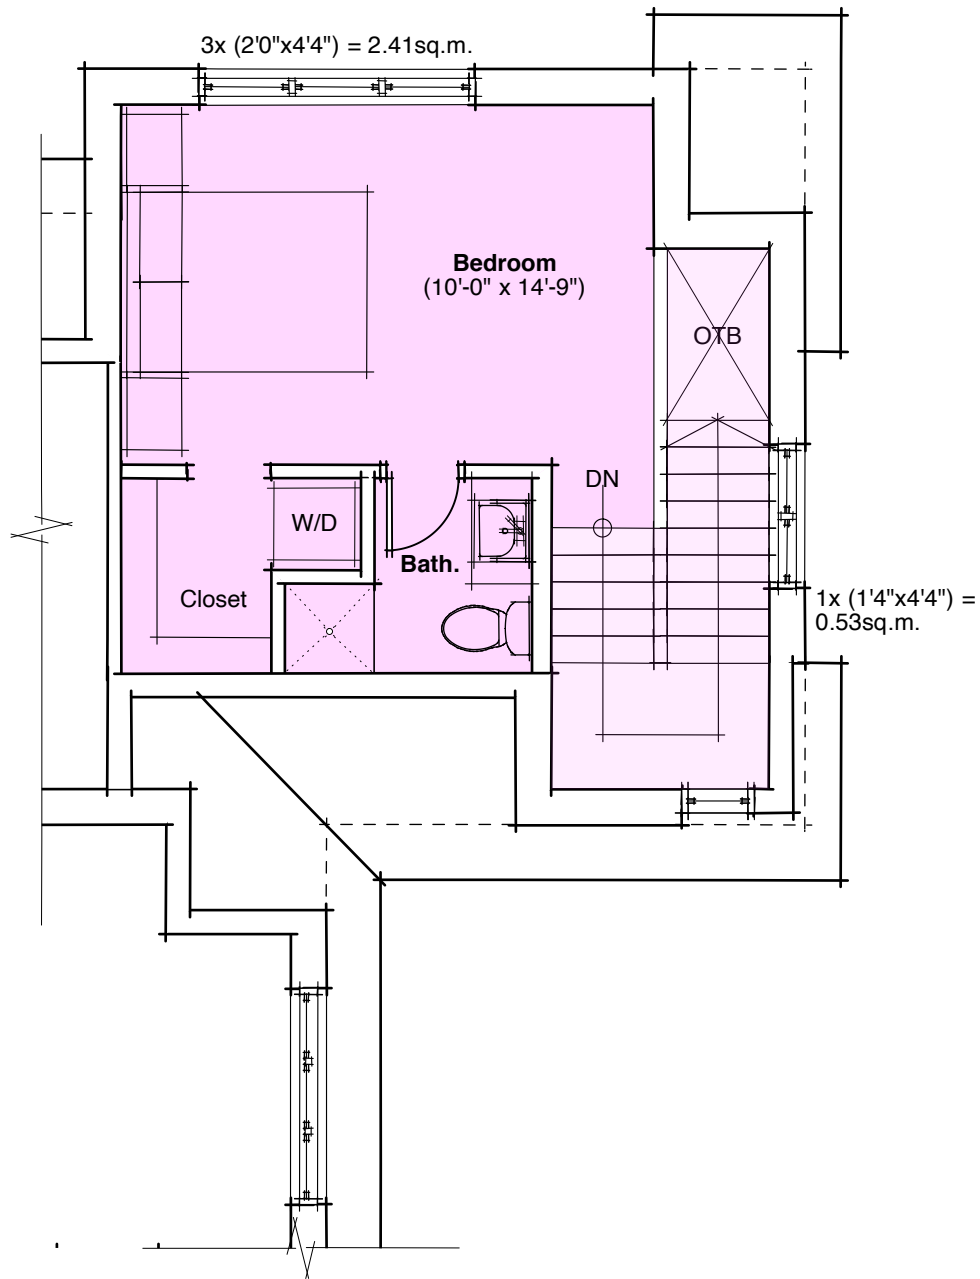 3x (2'0"x4'4") = 2.41sq.m.
Bedroom
(10'-0" x 14'-9")
OTB
DN
W/D
Bath.
Closet
1x (1'4"x4'4") =
0.53sq.m.